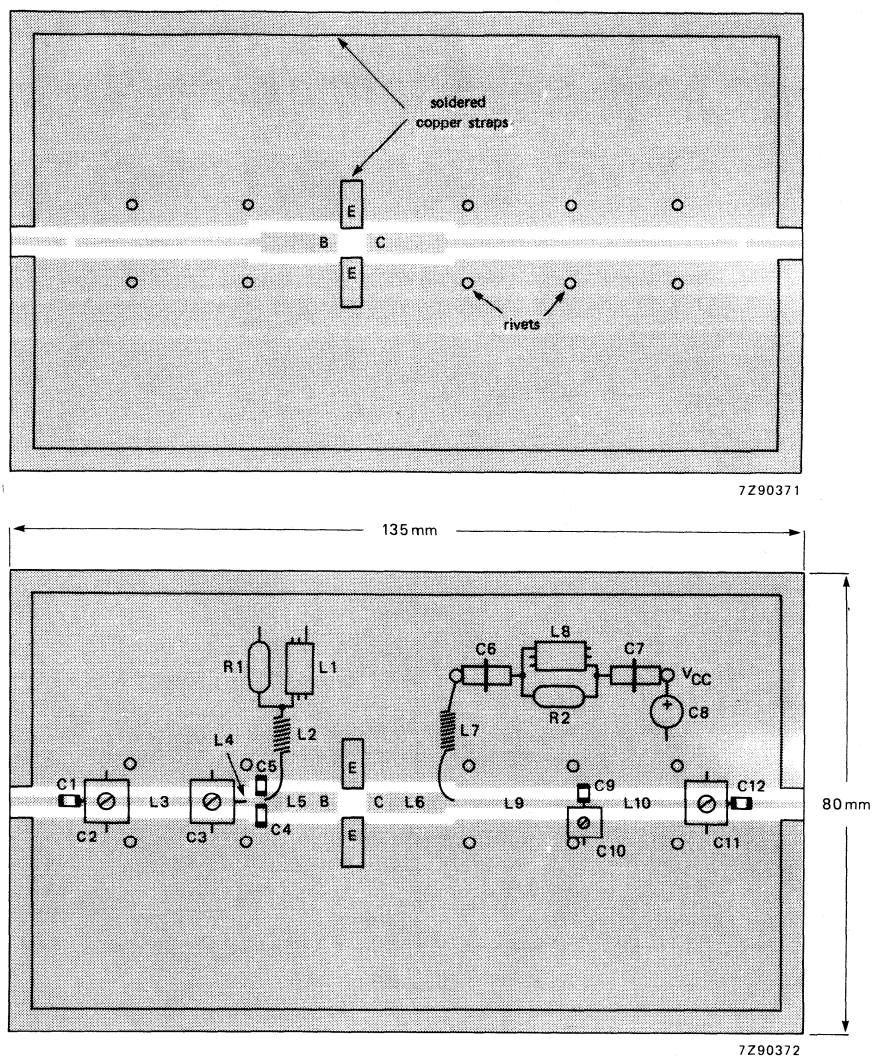 soldered
copper straps
E
B C
E
rivets
7Z90371
135 mm
L8
C6 C7
R1 L1 VCC
R2 C8
L2 L7
L4
C5 E
C1 C9 C12
L3 L5 B C L6 L9 L10 80 mm
C4
C2 C3 E C10 C11
7Z90372